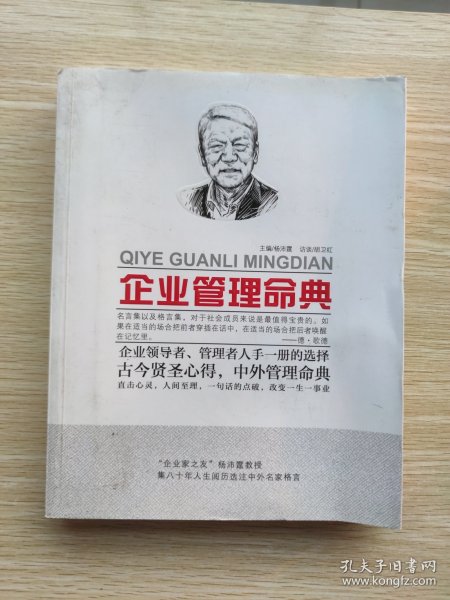 主编/杨沛霆 访谈/胡卫红
QIYE GUANLI MINGDIAN
企业管理命典
名言集以及格言集，对于社会成员来说是最值得宝贵的。如
果在适当的场合把前者穿插在话中，在适当的场合把后者唤醒
在记忆里。
——德·歌德
企业领导者、管理者人手一册的选择
古今贤圣心得，中外管理命典
直击心灵，人间至理，一句话的点破，改变一生一事业
“企业家之友”杨沛霆教授
集八十年人生阅历选注中外名家格言
孔夫子旧书网
www.kongfz.com